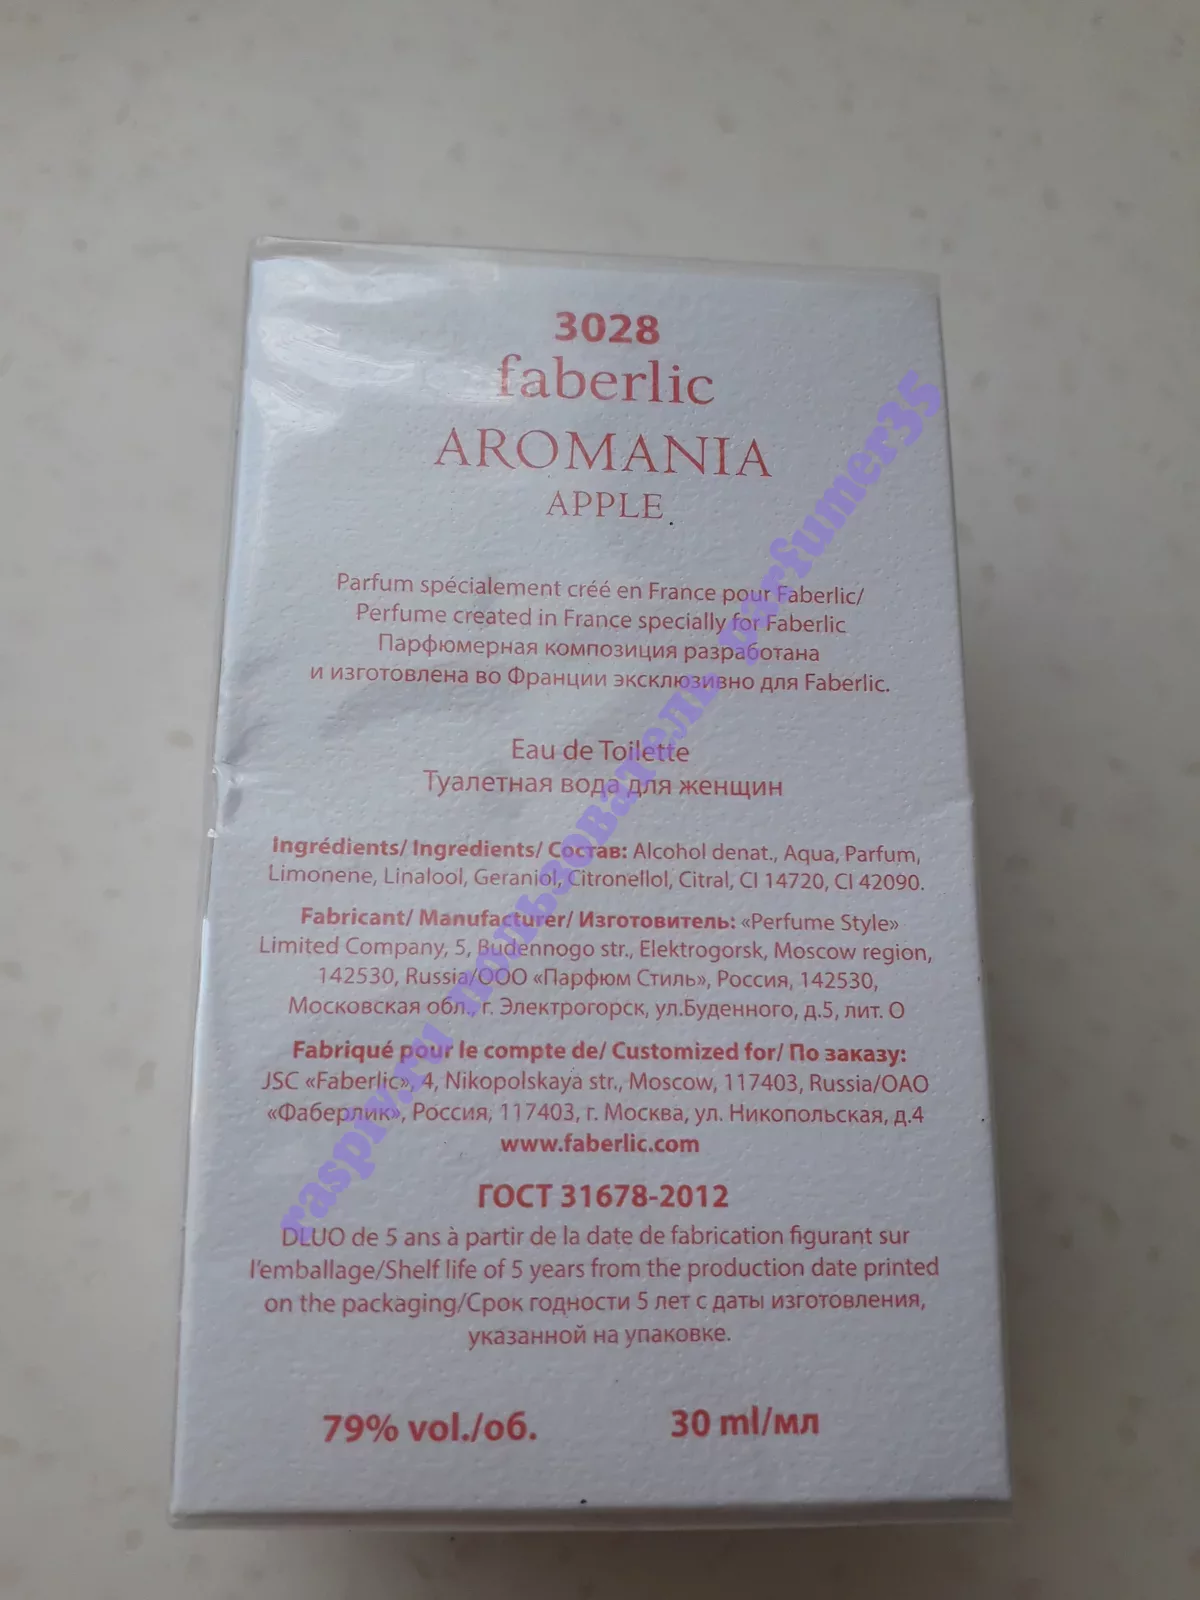 3028
faberlic
AROMANIA
APPLE
Parfum spécialement créé en France pour Faberlic/
Perfume created in France specially for Faberlic
Парфюмерная композиция разработана
и изготовлена во Франции эксклюзивно для Faberlic.
Eau de Toilette
Туалетная вода для женщин
Ingrédients/ Ingredients/ Состав: Alcohol denat., Aqua, Parfum,
Limonene, Linalool, Geraniol, Citronellol, Citral, CI 14720, CI 42090.
Fabricant/ Manufacturer/ Изготовитель: «Perfume Style»
Limited Company, 5, Budennogo str., Elektrogorsk, Moscow region,
142530, Russia/ООО «Парфюм Стиль», Россия, 142530,
Московская обл., г. Электрогорск, ул.Буденного, д.5, лит. О
Fabriqué pour le compte de/ Customized for/ По заказу:
JSC «Faberlic», 4, Nikopolskaya str., Moscow, 117403, Russia/ОАО
«Фаберлик», Россия, 117403, г. Москва, ул. Никопольская, д.4
www.faberlic.com
ГОСТ 31678-2012
DLUO de 5 ans à partir de la date de fabrication figurant sur
l'emballage/Shelf life of 5 years from the production date printed
on the packaging/Срок годности 5 лет с даты изготовления,
указанной на упаковке.
79% vol./об.
30 ml/мл
raspiv.ru пользователь parfumer35